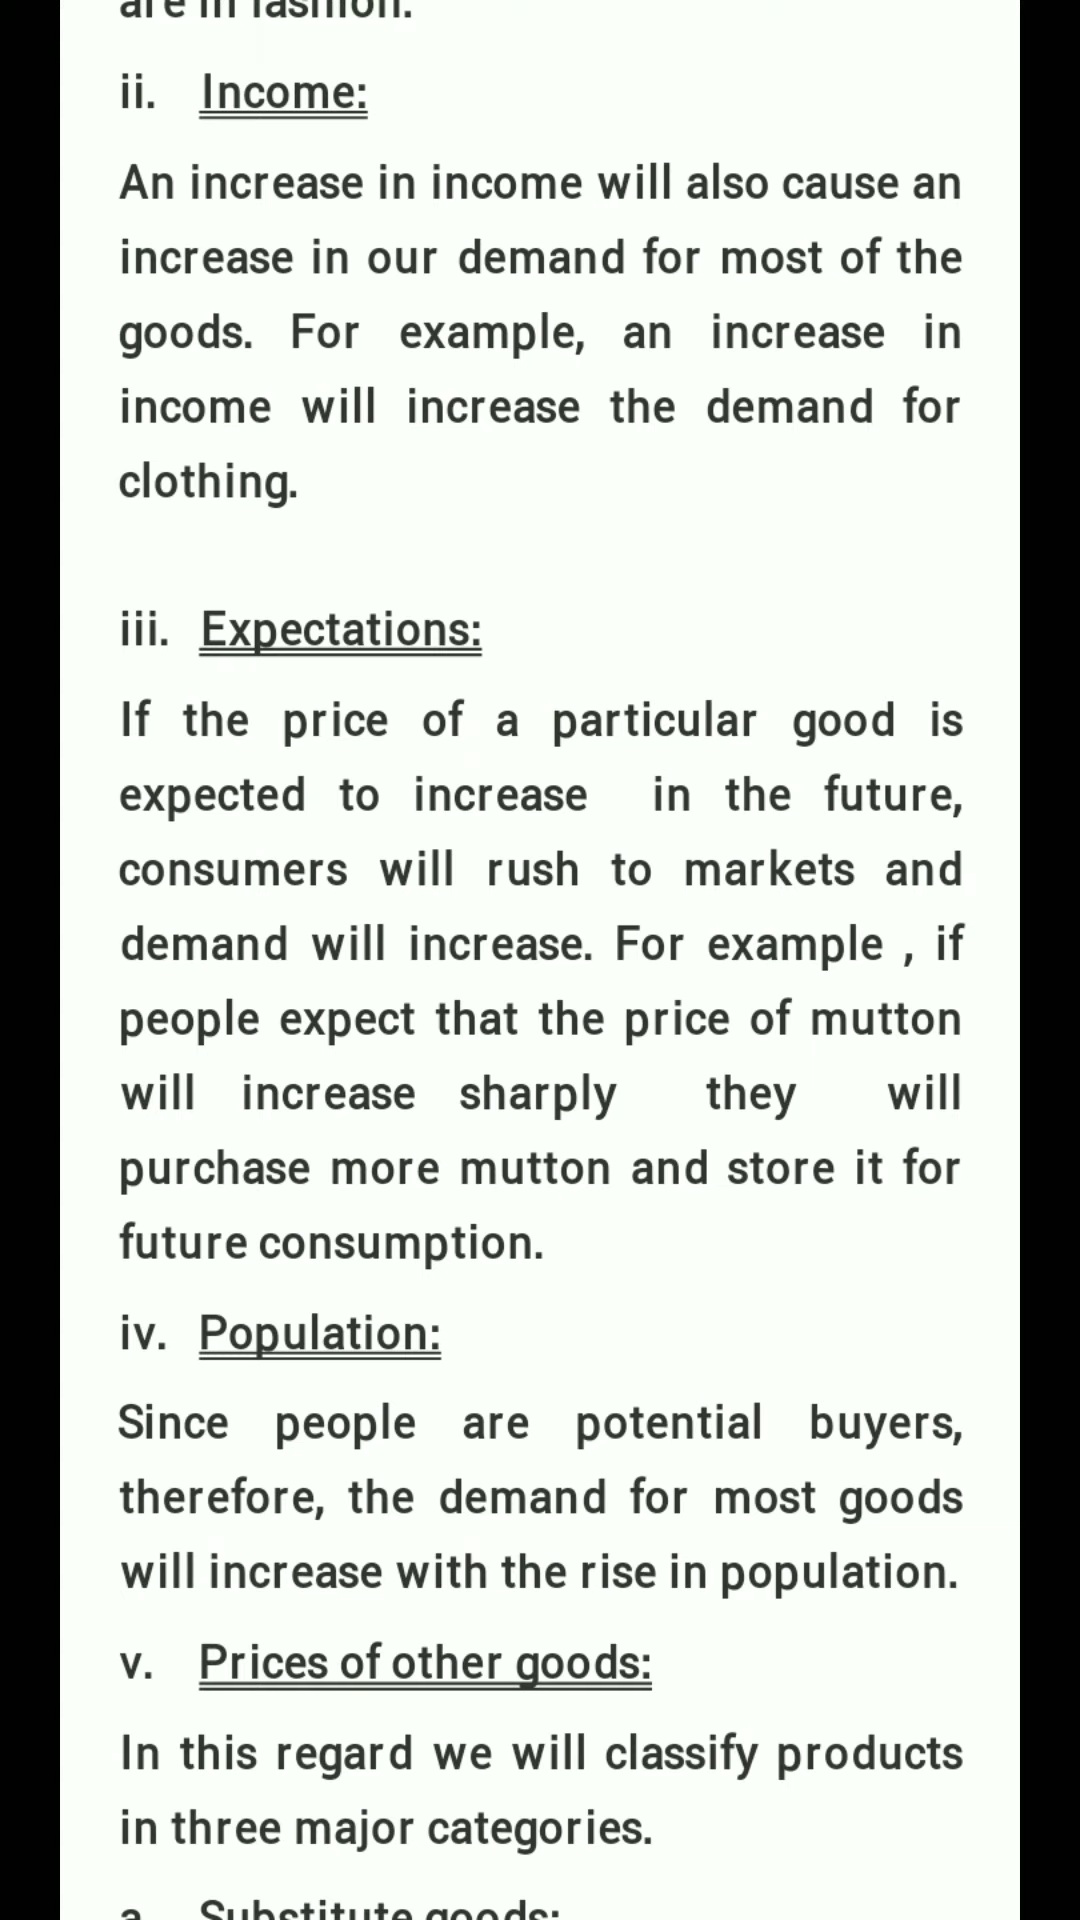 are in fashion.
ii. Income:
An increase in income will also cause an
increase in our demand for most of the
goods. For example, an increase in
income will increase the demand for
clothing.
iii. Expectations:
If the price of a particular good is
expected to increase in the future,
consumers will rush to markets and
demand will increase. For example , if
people expect that the price of mutton
will increase sharply they will
purchase more mutton and store it for
future consumption.
iv. Population:
Since people are potential buyers,
therefore, the demand for most goods
will increase with the rise in population.
v. Prices of other goods:
In this regard we will classify products
in three major categories.
a. Substitute goods: